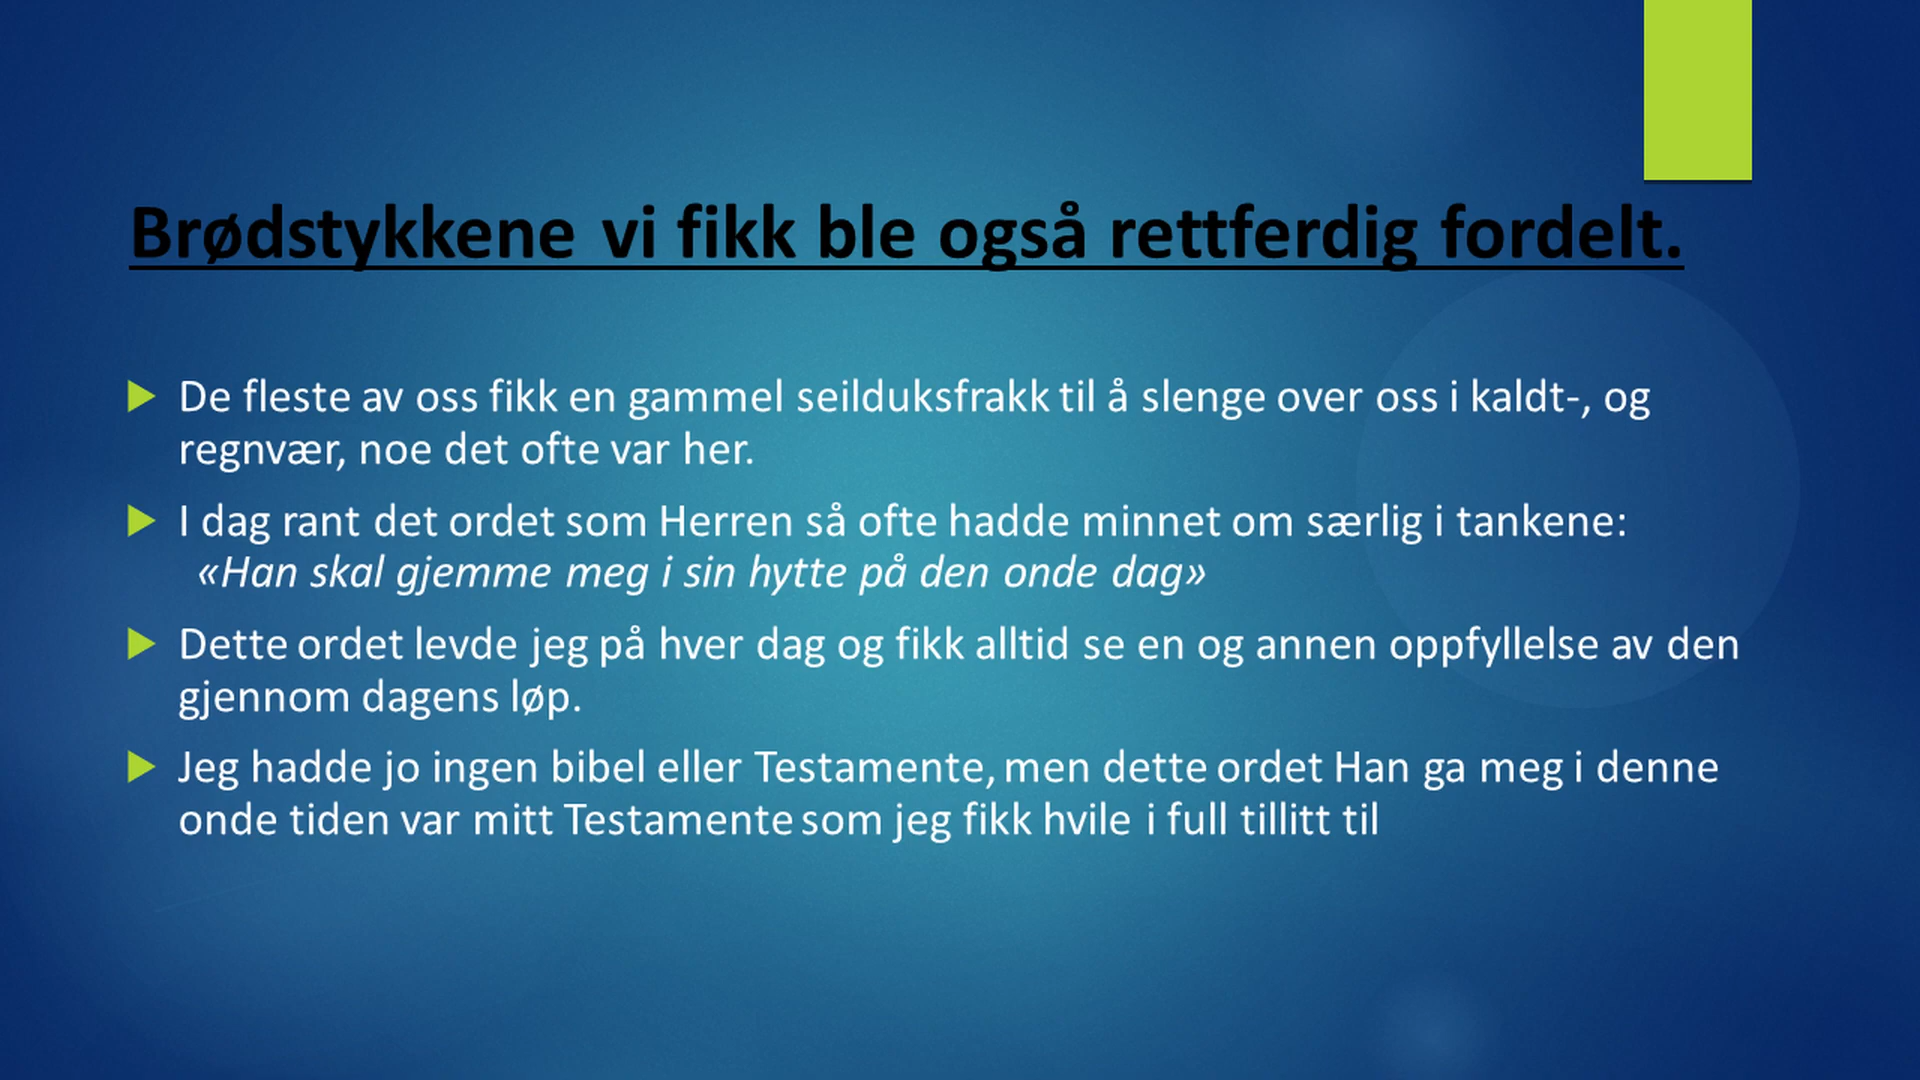 Brødstykkene vi fikk ble også rettferdig fordelt.
De fleste av oss fikk en gammel seilduksfrakk til å slenge over oss i kaldt-, og
regnvær, noe det ofte var her.
I dag rant det ordet som Herren så ofte hadde minnet om særlig i tankene:
«Han skal gjemme meg i sin hytte på den onde dag»
Dette ordet levde jeg på hver dag og fikk alltid se en og annen oppfyllelse av den
gjennom dagens løp.
Jeg hadde jo ingen bibel eller Testamente, men dette ordet Han ga meg i denne
onde tiden var mitt Testamente som jeg fikk hvile i full tillitt til